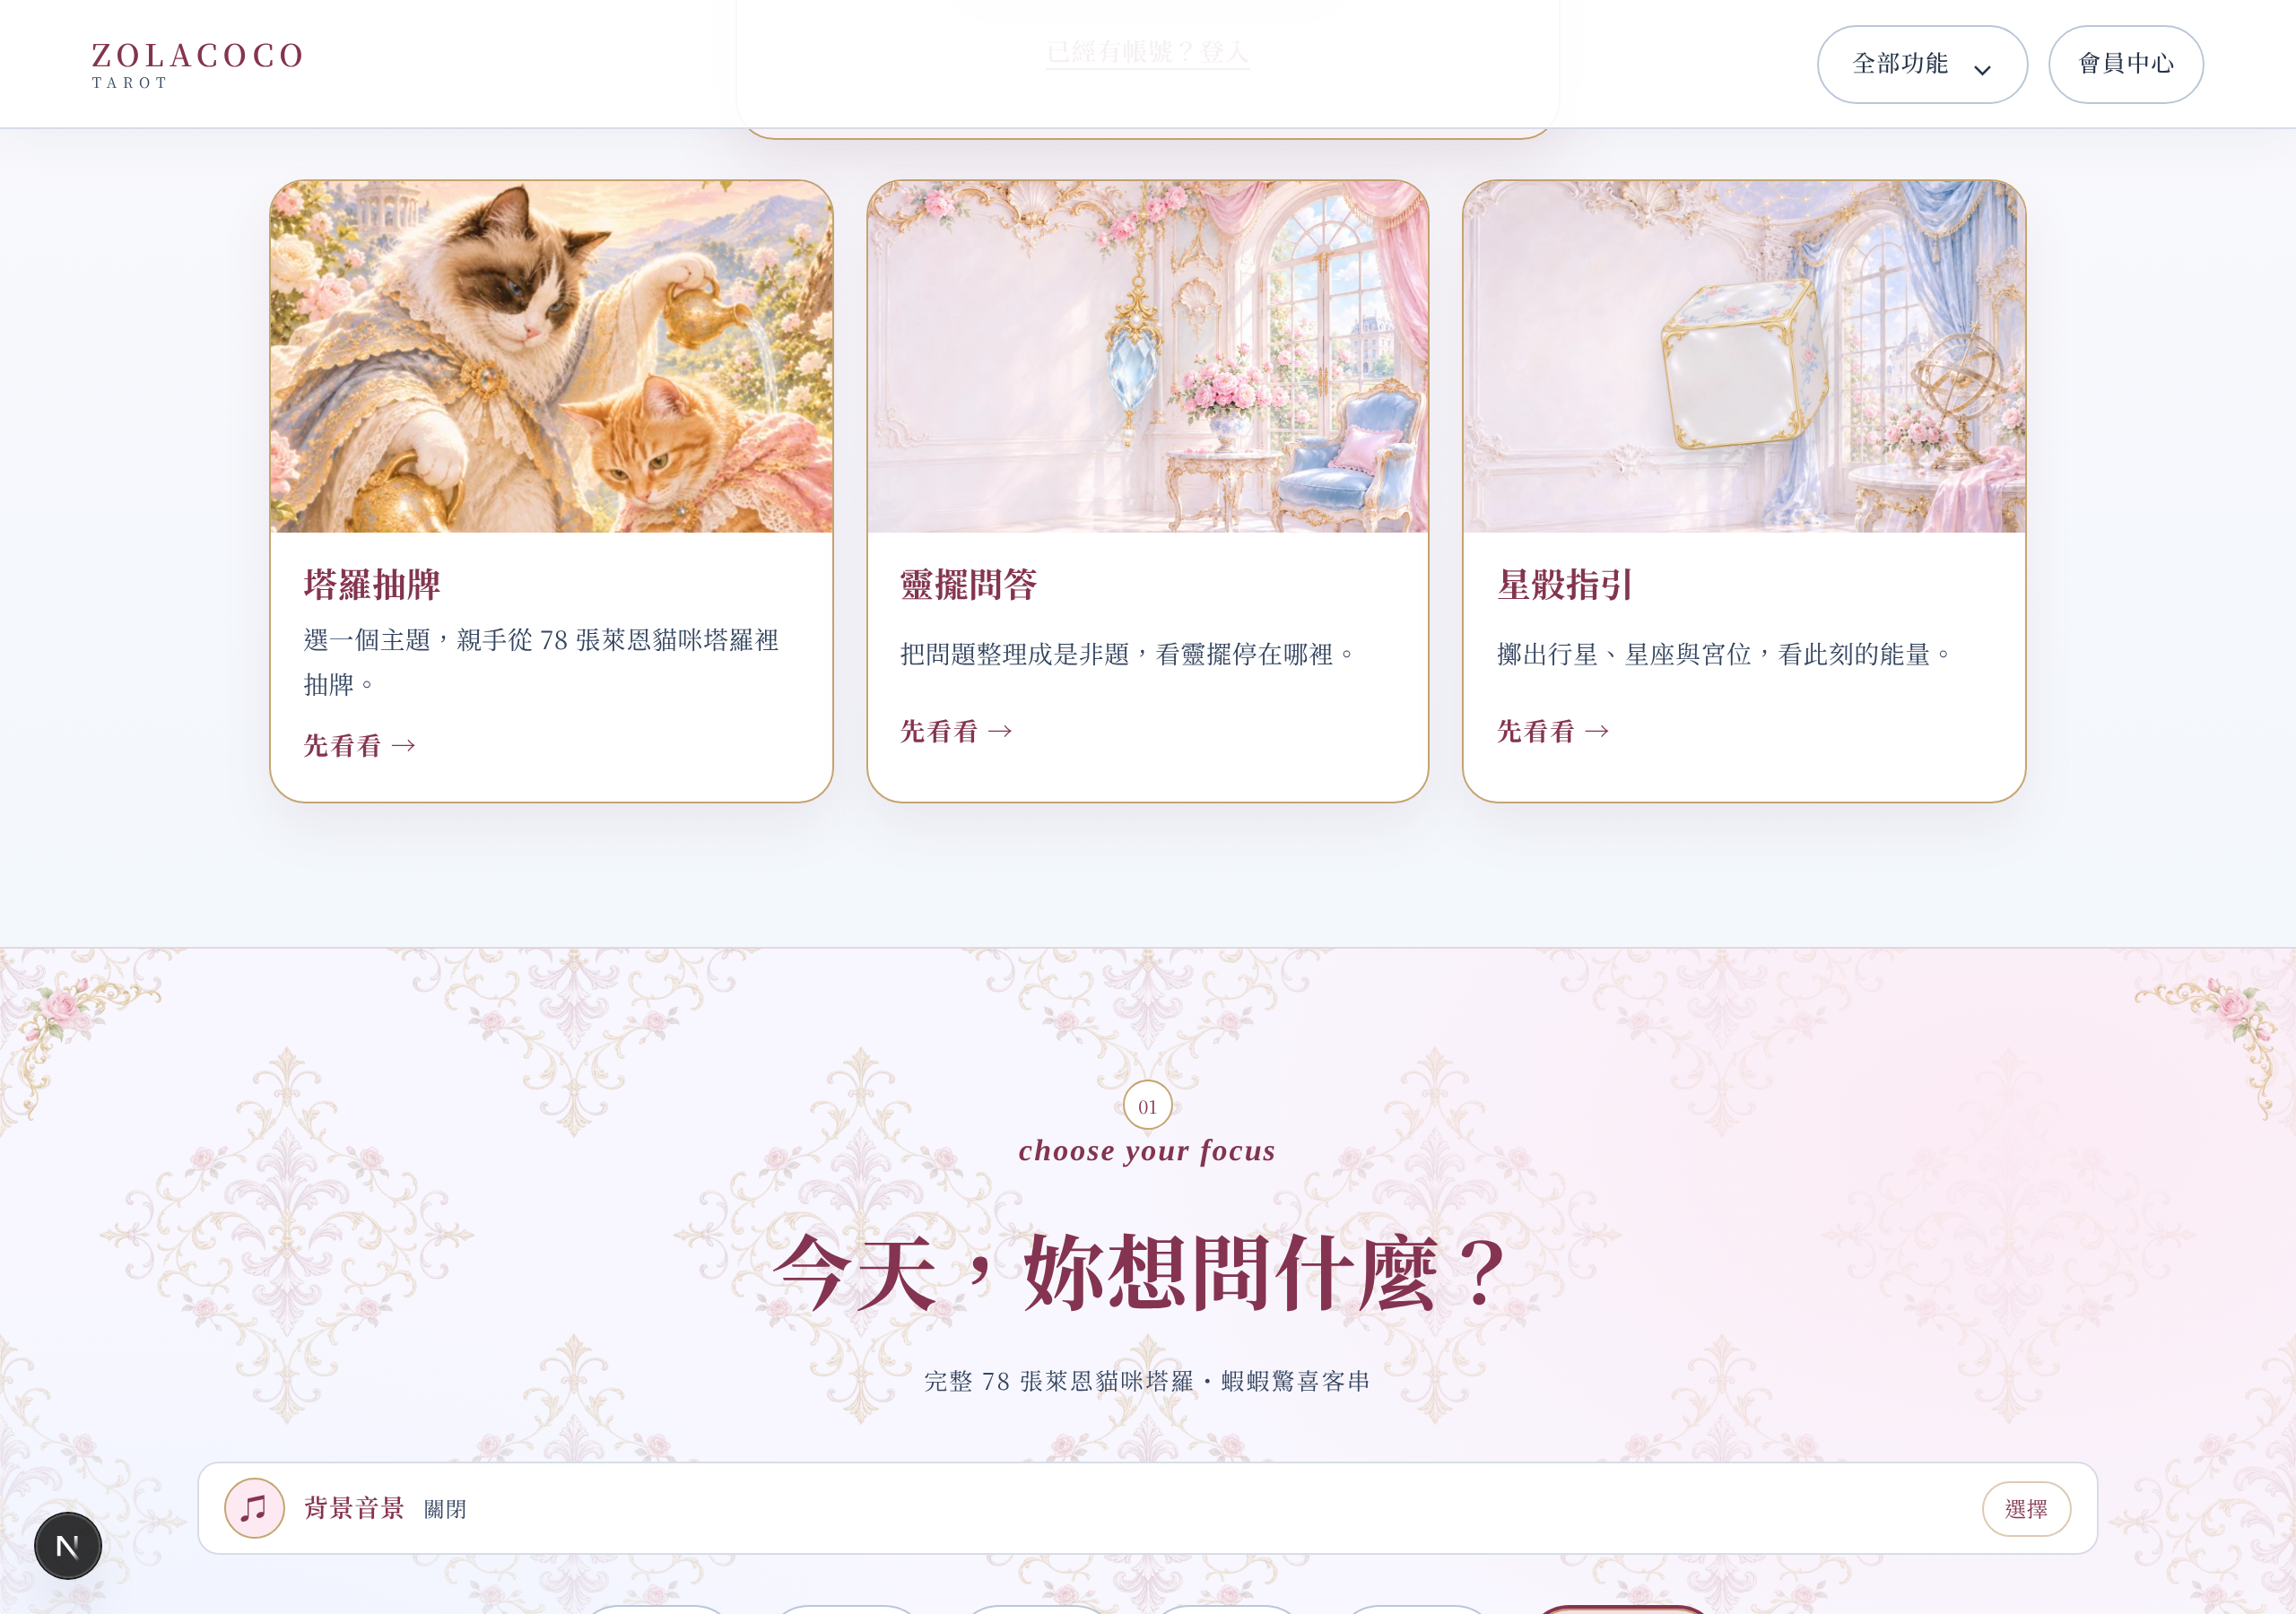 ZOLACOCO
TAROT
已經有帳號？登入
全部功能
會員中心
塔羅抽牌
選一個主題，親手從 78 張萊恩貓咪塔羅裡
抽牌。
先看看 →
靈擺問答
把問題整理成是非題，看靈擺停在哪裡。
先看看 →
星骰指引
擲出行星、星座與宮位，看此刻的能量。
先看看 →
01
choose your focus
今天，妳想問什麼？
完整 78 張萊恩貓咪塔羅・蝦蝦驚喜客串
背景音景 關閉
選擇
N